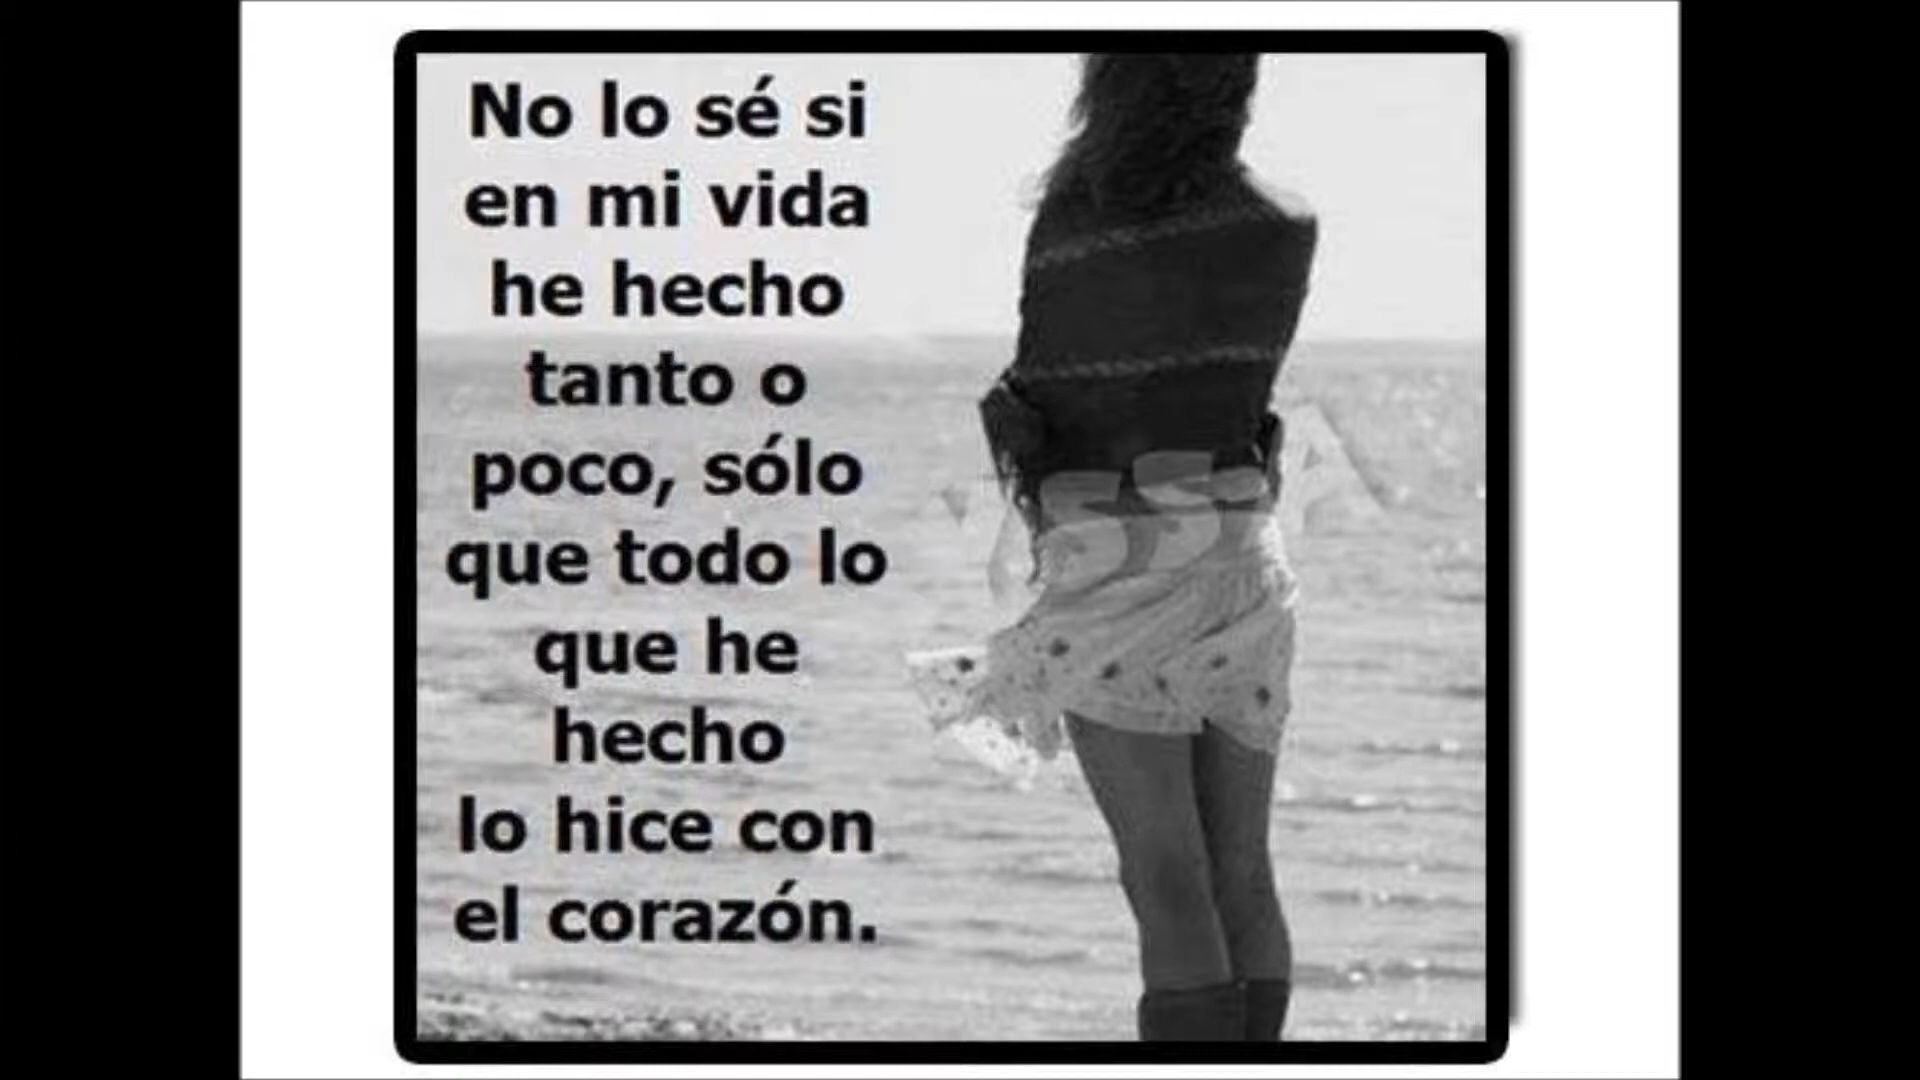 No lo sé si
en mi vida
he hecho
tanto o
poco, sólo
que todo lo
que he
hecho
lo hice con
el corazón.